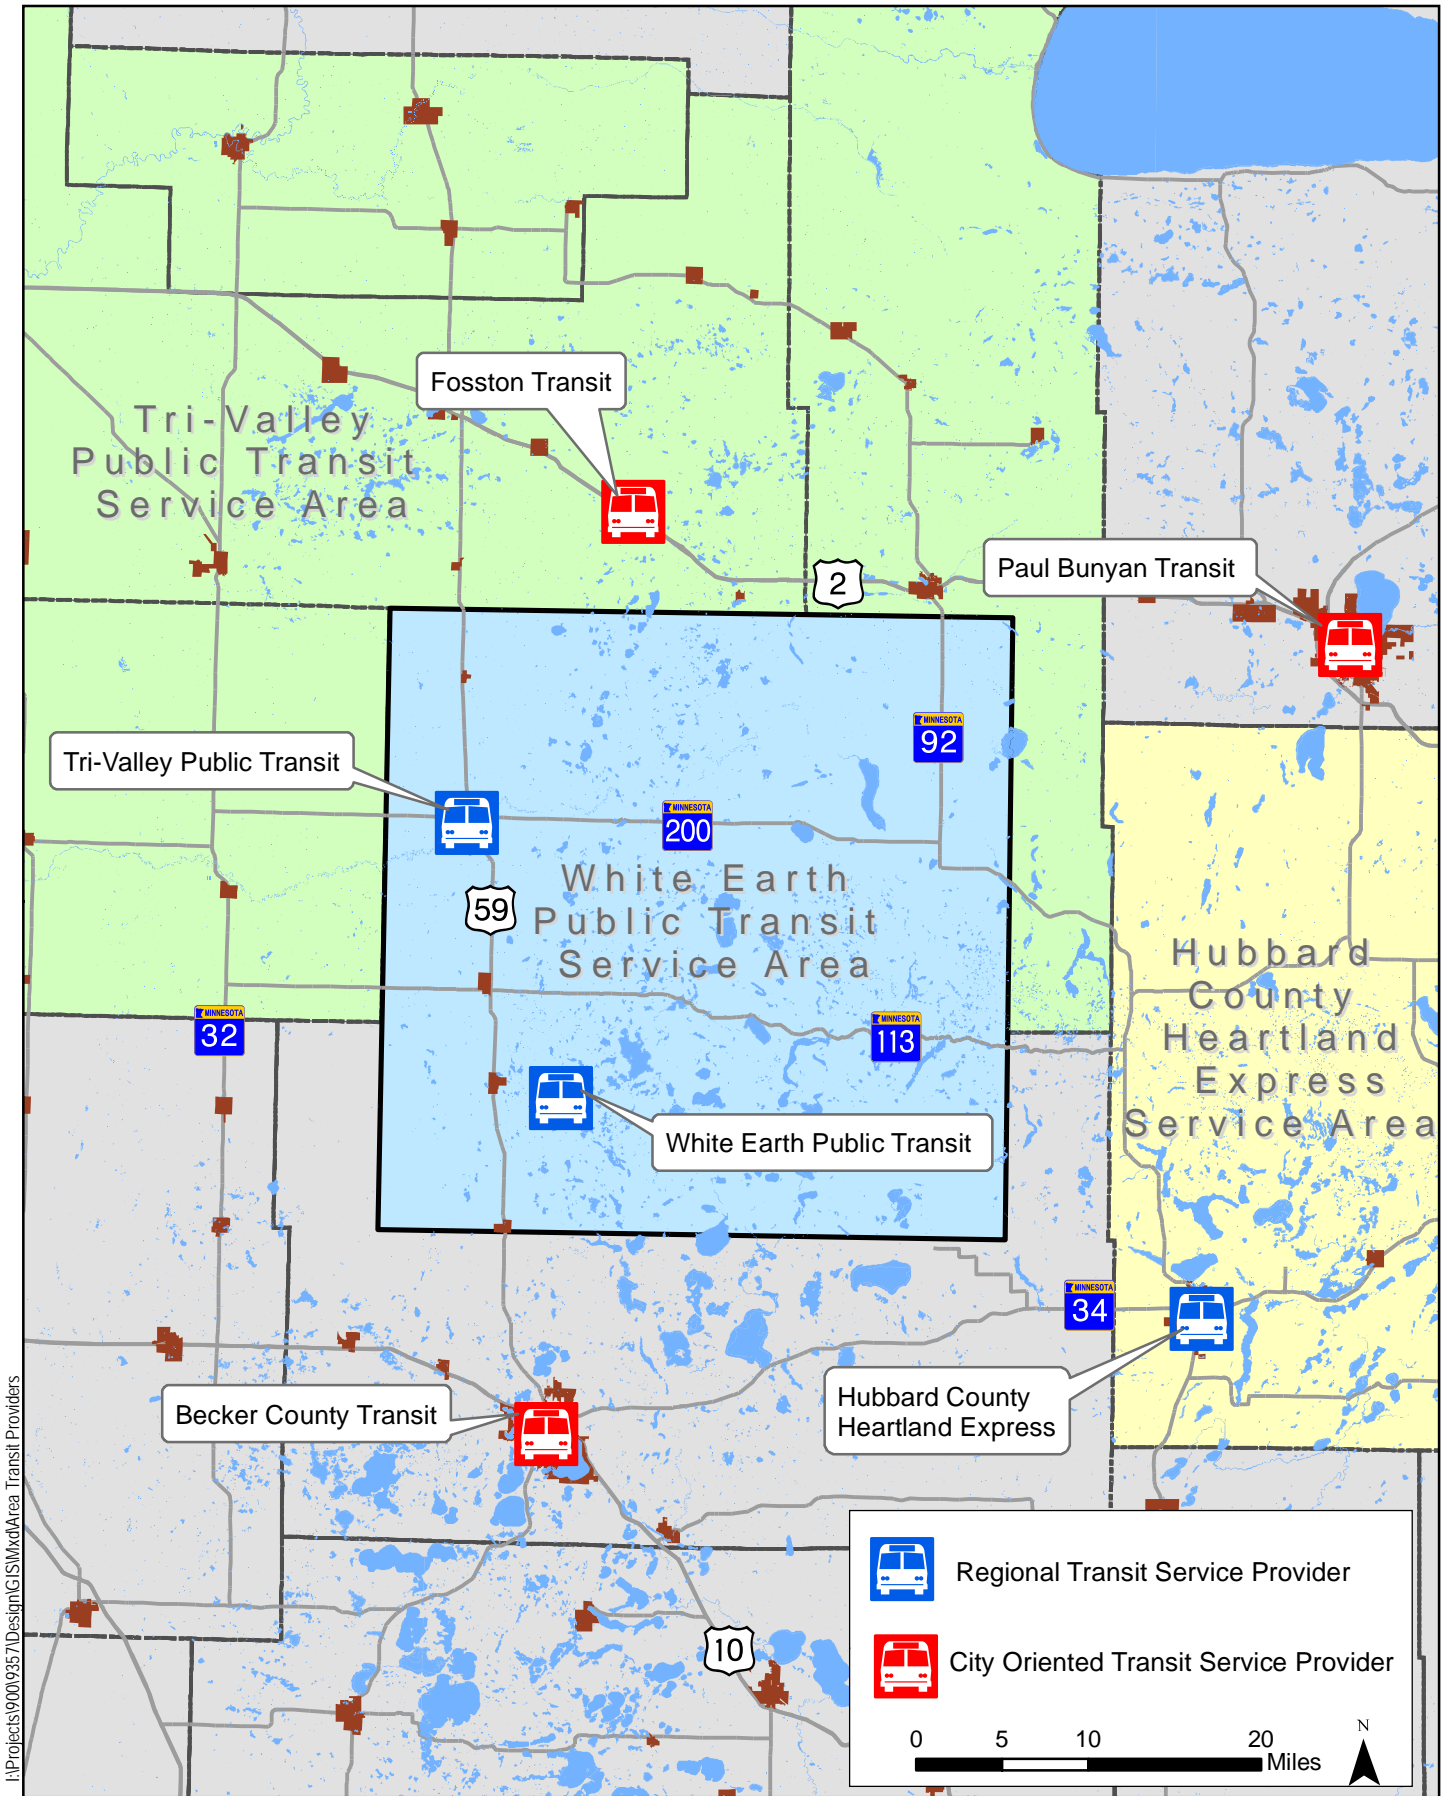 Fosston Transit
Tri-Valley
Public Transit
Service Area
Paul Bunyan Transit
2
MINNESOTA
92
Tri-Valley Public Transit
MINNESOTA
200
White Earth
Public Transit
Service Area
59
Hubbard
County
Heartland
Express
Service Area
MINNESOTA
32
MINNESOTA
113
White Earth Public Transit
MINNESOTA
34
Hubbard County
Heartland Express
Becker County Transit
10
Regional Transit Service Provider
City Oriented Transit Service Provider
0 5 10 20
Miles
N
I:\Projects\900\9357\Design\GIS\Mxd\Area Transit Providers